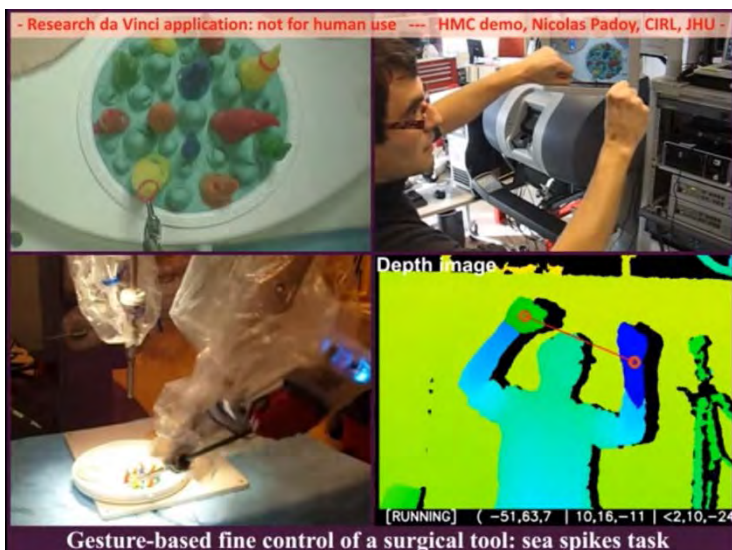 - Research da Vinci application: not for human use --- HMC demo, Nicolas Padoy, CIRL, JHU -
Depth image
[RUNNING] ( -51,63,7 | 10,16,-11 | <2,10,-24
Gesture-based fine control of a surgical tool: sea spikes task